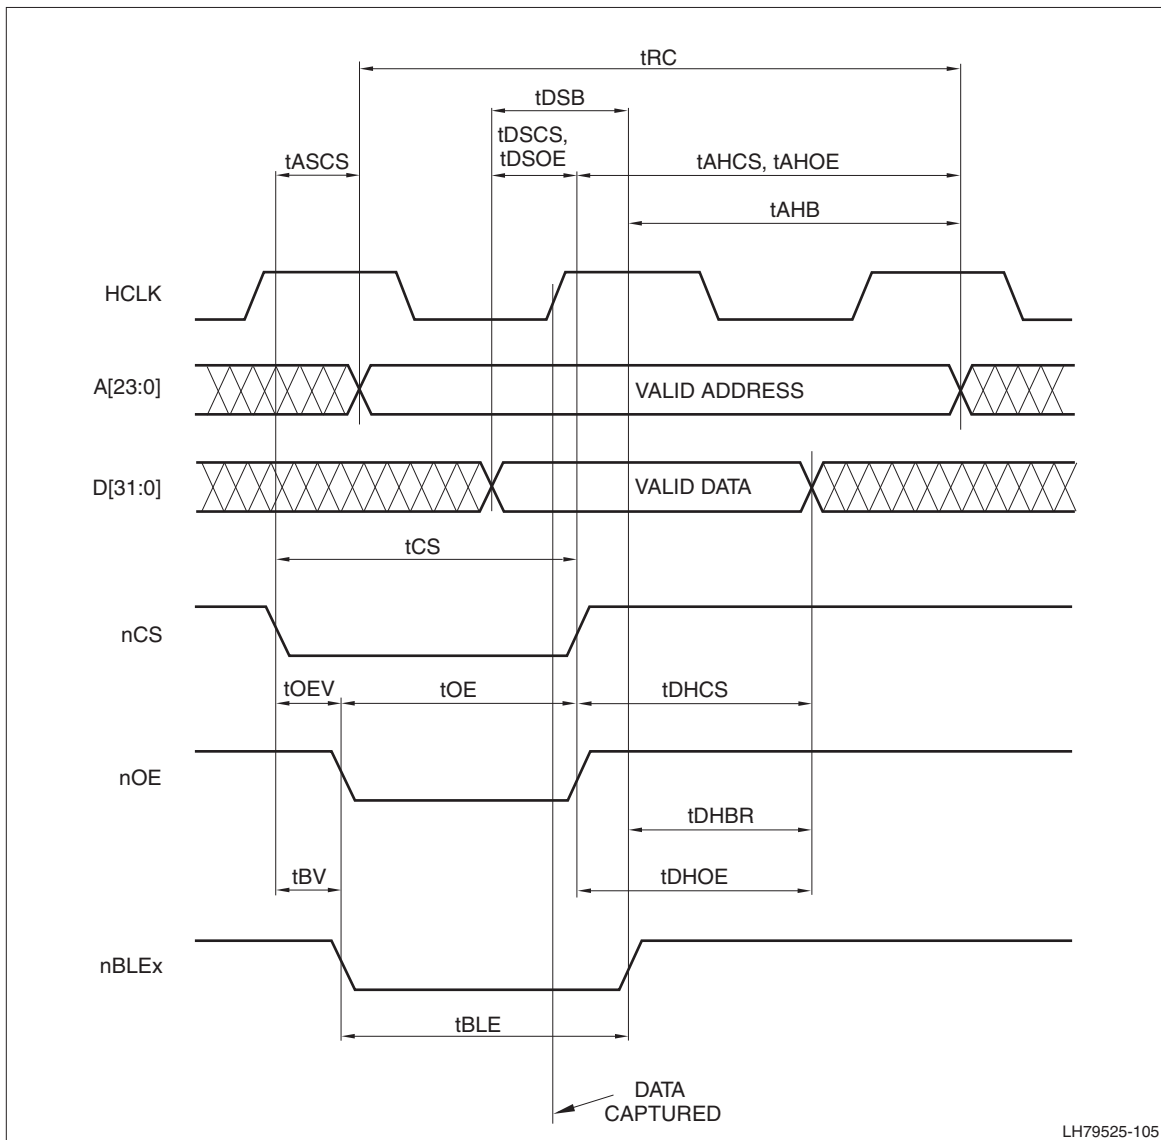 tRC
tDSB
tDSCS,
tDSOE
tASCS
tAHCS, tAHOE
tAHB
HCLK
A[23:0]
VALID ADDRESS
D[31:0]
VALID DATA
tCS
nCS
tOEV
tOE
tDHCS
nOE
tDHBR
tBV
tDHOE
nBLEx
tBLE
DATA
CAPTURED
LH79525-105